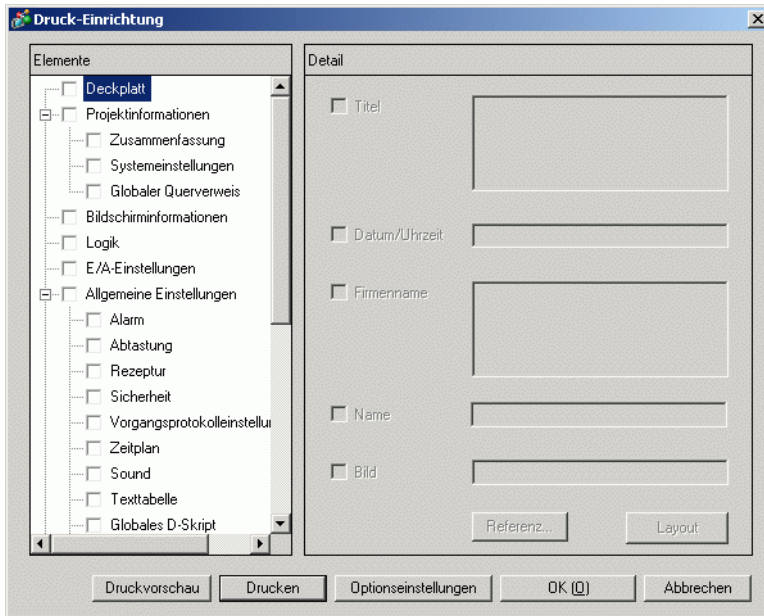 Druck-Einrichtung
Elemente
Deckplatt
Projektinformationen
Zusammenfassung
Systemeinstellungen
Globaler Querverweis
Bildschirminformationen
Logik
E/A-Einstellungen
Allgemeine Einstellungen
Alarm
Abtastung
Rezeptur
Sicherheit
Vorgangsprotokolleinstellu
Zeitplan
Sound
Texttabelle
Globales D-Skript
Detail
Titel
Datum/Uhrzeit
Firmenname
Name
Bild
Referenz... Layout
Druckvorschau Drucken Optionseinstellungen OK (O) Abbrechen